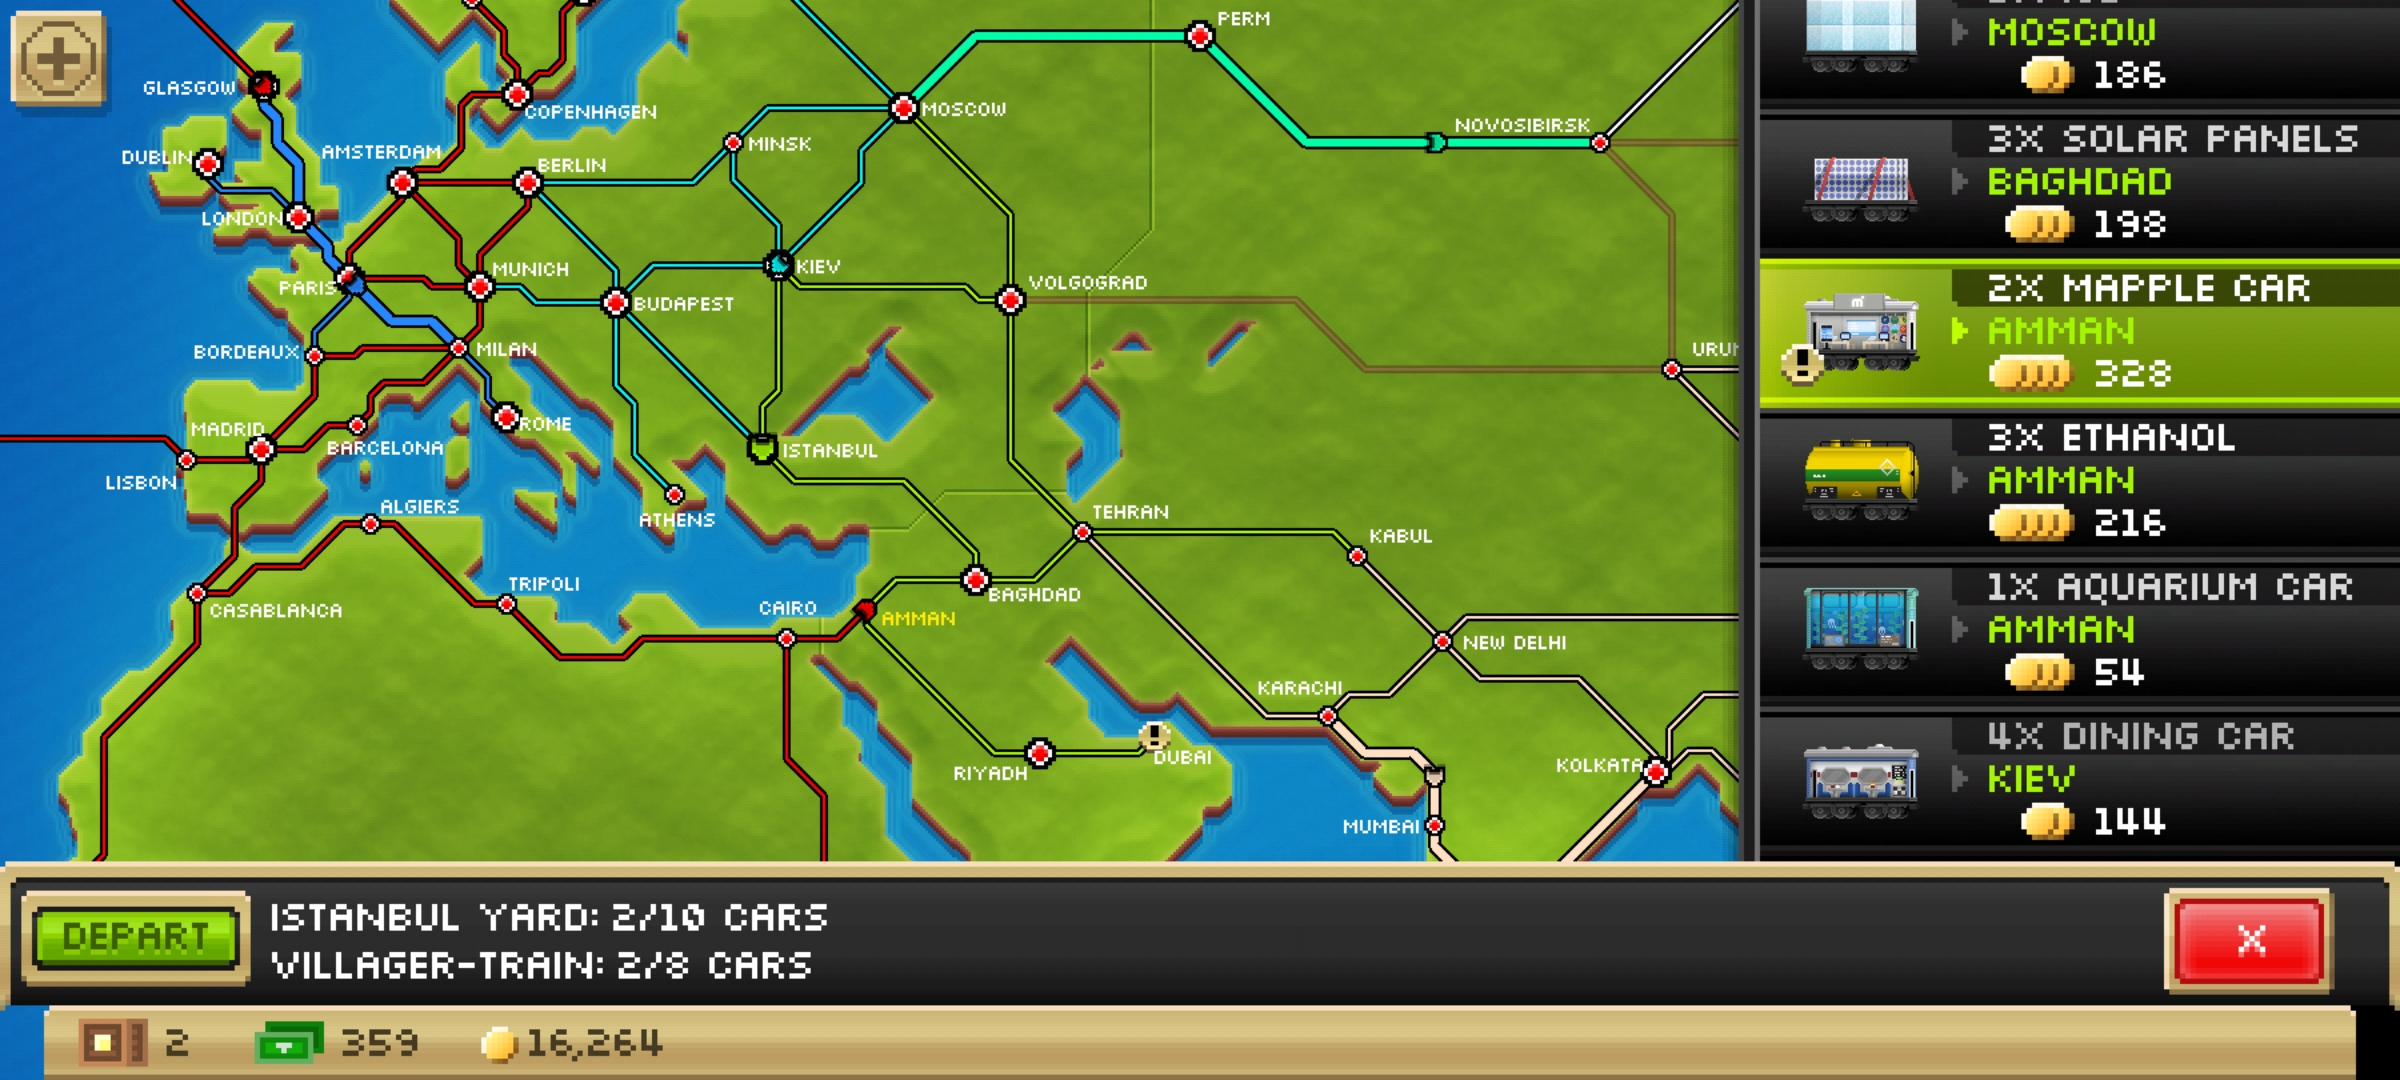 PERM
GLASGOW
COPENHAGEN
MOSCOW
NOVOSIBIRSK
MINSK
DUBLIN
AMSTERDAM
BERLIN
LONDON
PARIS
MUNICH
KIEV
BUDAPEST
VOLGOGRAD
BORDEAUX
MILAN
URUM
MADRID
BARCELONA
ROME
ISTANBUL
LISBON
ALGIERS
ATHENS
TEHRAN
KABUL
CASABLANCA
TRIPOLI
CAIRO
BAGHDAD
AMMAN
NEW DELHI
KARACHI
RIYADH
DUBAI
KOLKATA
MUMBAI
MOSCOW
186
3X SOLAR PANELS
BAGHDAD
198
2X MAPPLE CAR
AMMAN
328
3X ETHANOL
AMMAN
216
1X AQUARIUM CAR
AMMAN
54
4X DINING CAR
KIEV
144
DEPART
ISTANBUL YARD: 2/10 CARS
VILLAGER-TRAIN: 2/8 CARS
X
2
359
16,264